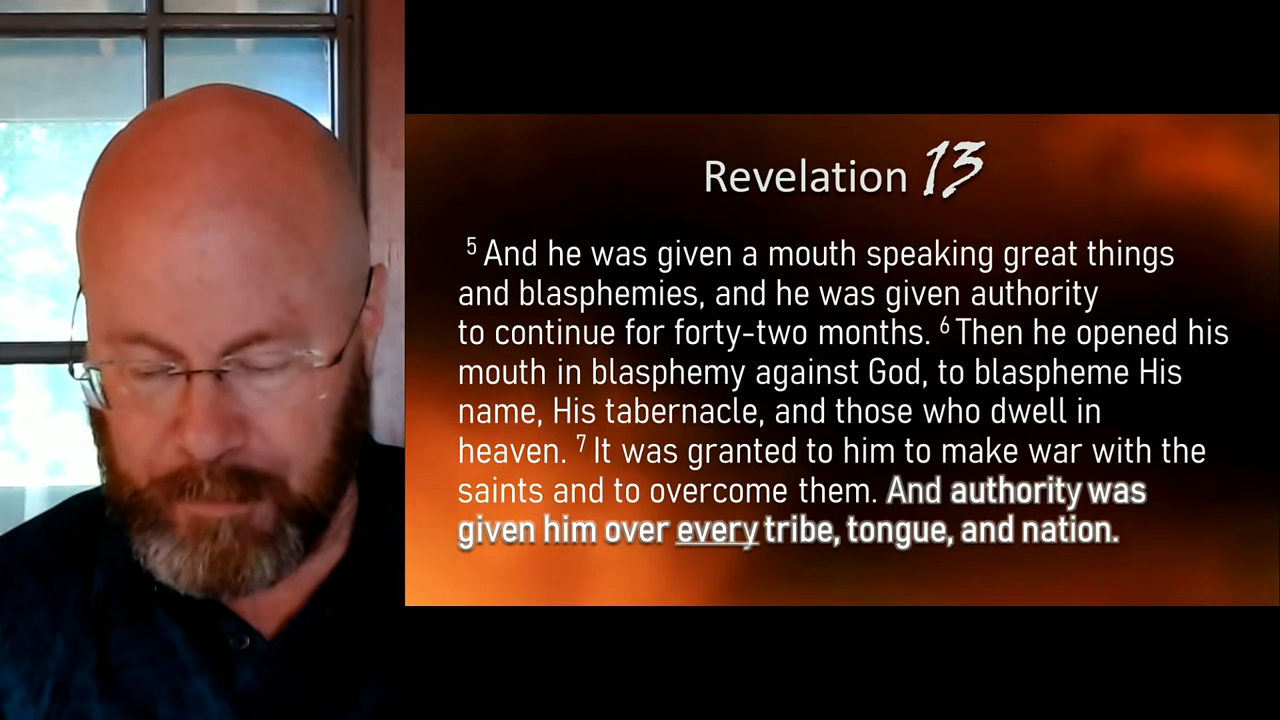 Revelation 13
5 And he was given a mouth speaking great things
and blasphemies, and he was given authority
to continue for forty-two months. 6 Then he opened his
mouth in blasphemy against God, to blaspheme His
name, His tabernacle, and those who dwell in
heaven. 7 It was granted to him to make war with the
saints and to overcome them. And authority was
given him over every tribe, tongue, and nation.